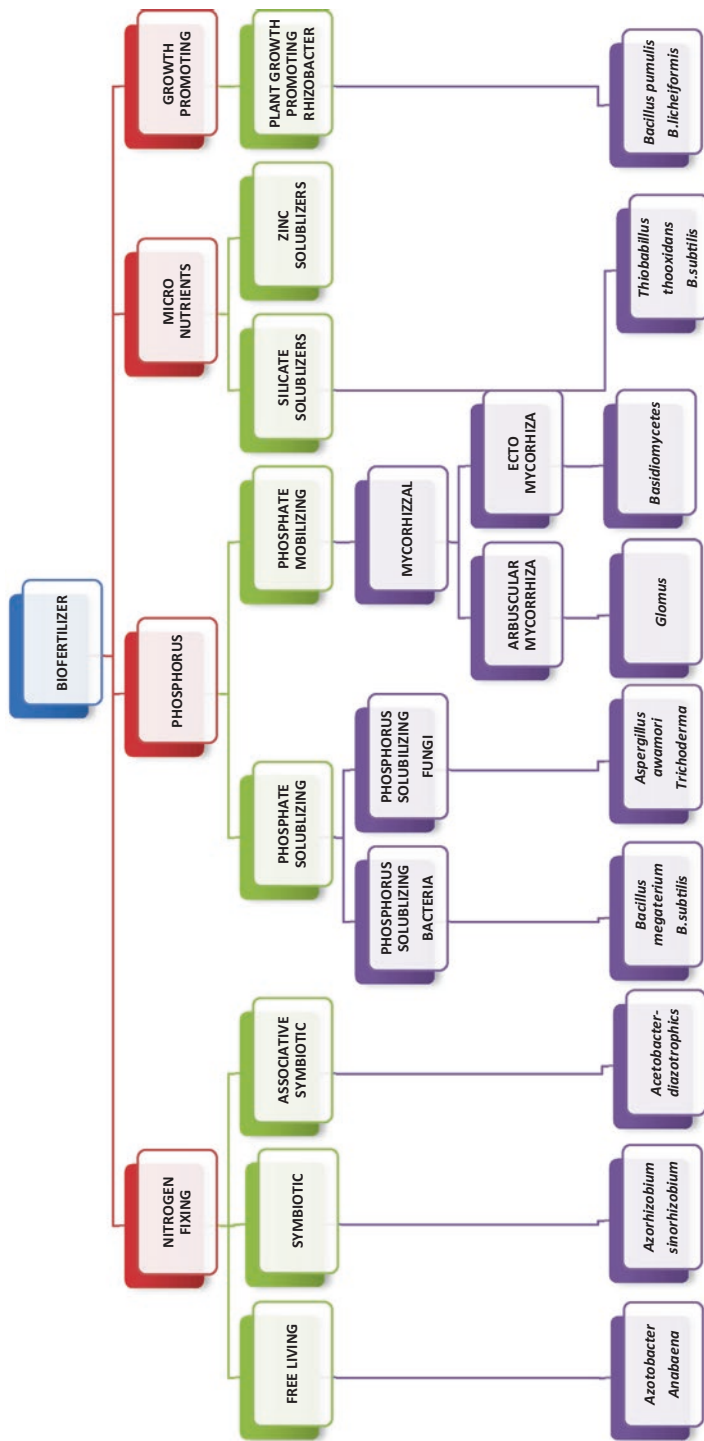 BIOFERTILIZER
NITROGEN
FIXING
PHOSPHORUS
MICRO
NUTRIENTS
GROWTH
PROMOTING
FREE LIVING
SYMBIOTIC
ASSOCIATIVE
SYMBIOTIC
PHOSPHATE
SOLUBLIZING
PHOSPHATE
MOBILIZING
SILICATE
SOLUBLIZERS
ZINC
SOLUBLIZERS
PLANT GROWTH
PROMOTING
RHIZOBACTER
PHOSPHORUS
SOLUBLIZING
BACTERIA
PHOSPHORUS
SOLUBILIZING
FUNGI
MYCORHIZZAL
ARBUSCULAR
MYCORRHIZA
ECTO
MYCORHIZA
Azotobacter
Anabaena
Azorhizobium
sinorhizobium
Acetobacter-
diazotrophics
Bacillus
megaterium
B.subtilis
Aspergillus
awamori
Trichoderma
Glomus
Basidiomycetes
Thiobabillus
thooxidans
B.subtilis
Bacillus pumulis
B.licheiformis